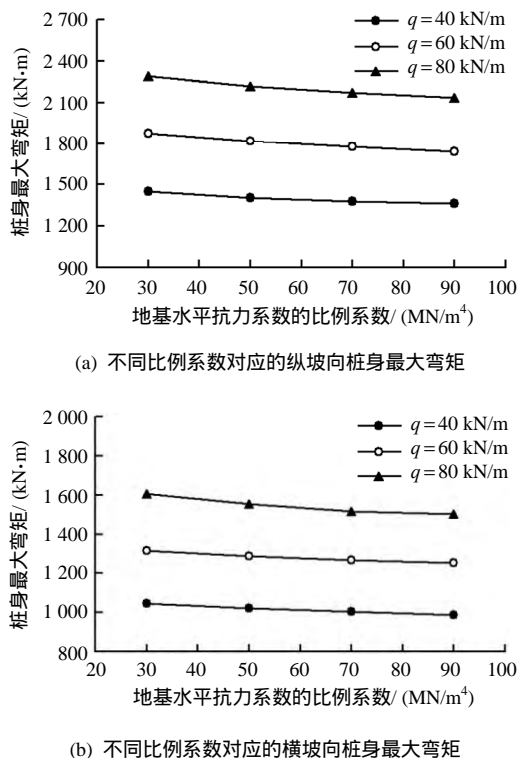 桩身最大弯矩/ (kN·m)
2 700
2 400
2 100
1 800
1 500
1 200
900
q=40 kN/m
q=60 kN/m
q=80 kN/m
20 30 40 50 60 70 80 90 100
地基水平抗力系数的比例系数/ (MN/m⁴)
(a) 不同比例系数对应的纵坡向桩身最大弯矩
桩身最大弯矩/ (kN·m)
2 000
1 800
1 600
1 400
1 200
1 000
800
q=40 kN/m
q=60 kN/m
q=80 kN/m
20 30 40 50 60 70 80 90 100
地基水平抗力系数的比例系数/ (MN/m⁴)
(b) 不同比例系数对应的横坡向桩身最大弯矩